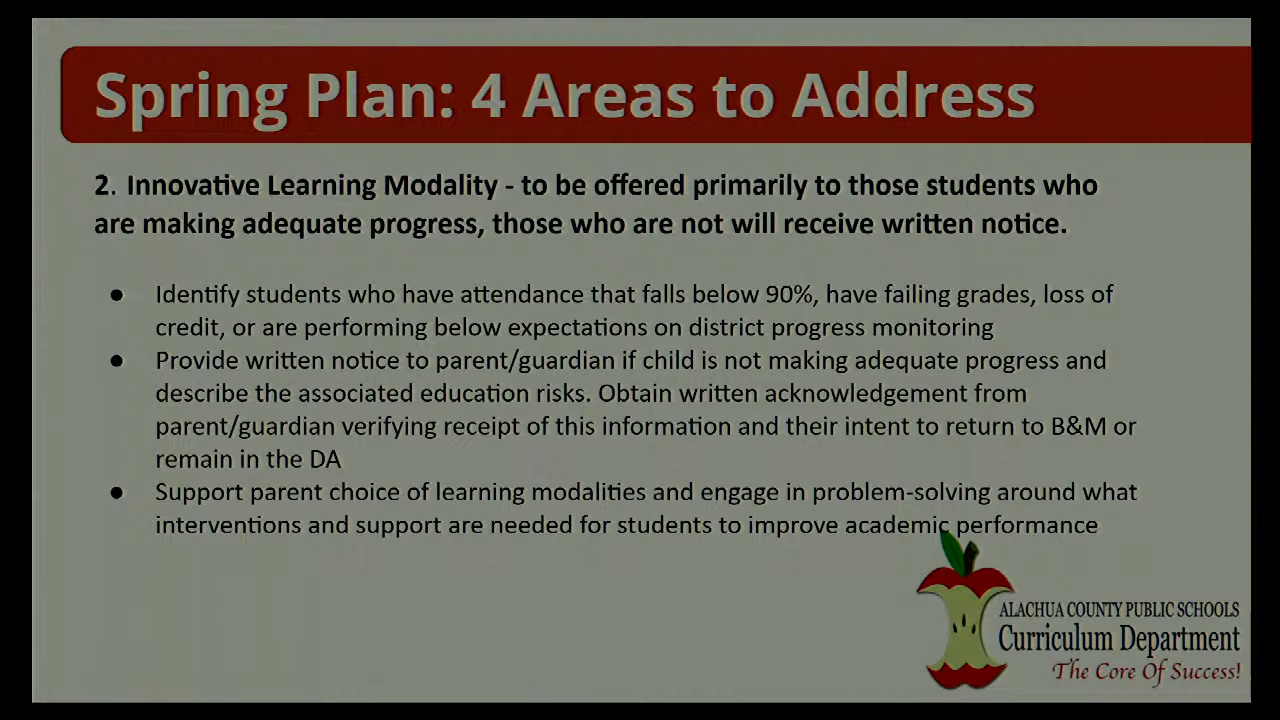 Spring Plan: 4 Areas to Address
2. Innovative Learning Modality - to be offered primarily to those students who
are making adequate progress, those who are not will receive written notice.
● Identify students who have attendance that falls below 90%, have failing grades, loss of
credit, or are performing below expectations on district progress monitoring
● Provide written notice to parent/guardian if child is not making adequate progress and
describe the associated education risks. Obtain written acknowledgement from
parent/guardian verifying receipt of this information and their intent to return to B&M or
remain in the DA
● Support parent choice of learning modalities and engage in problem-solving around what
interventions and support are needed for students to improve academic performance
ALACHUA COUNTY PUBLIC SCHOOLS
Curriculum Department
The Core Of Success!